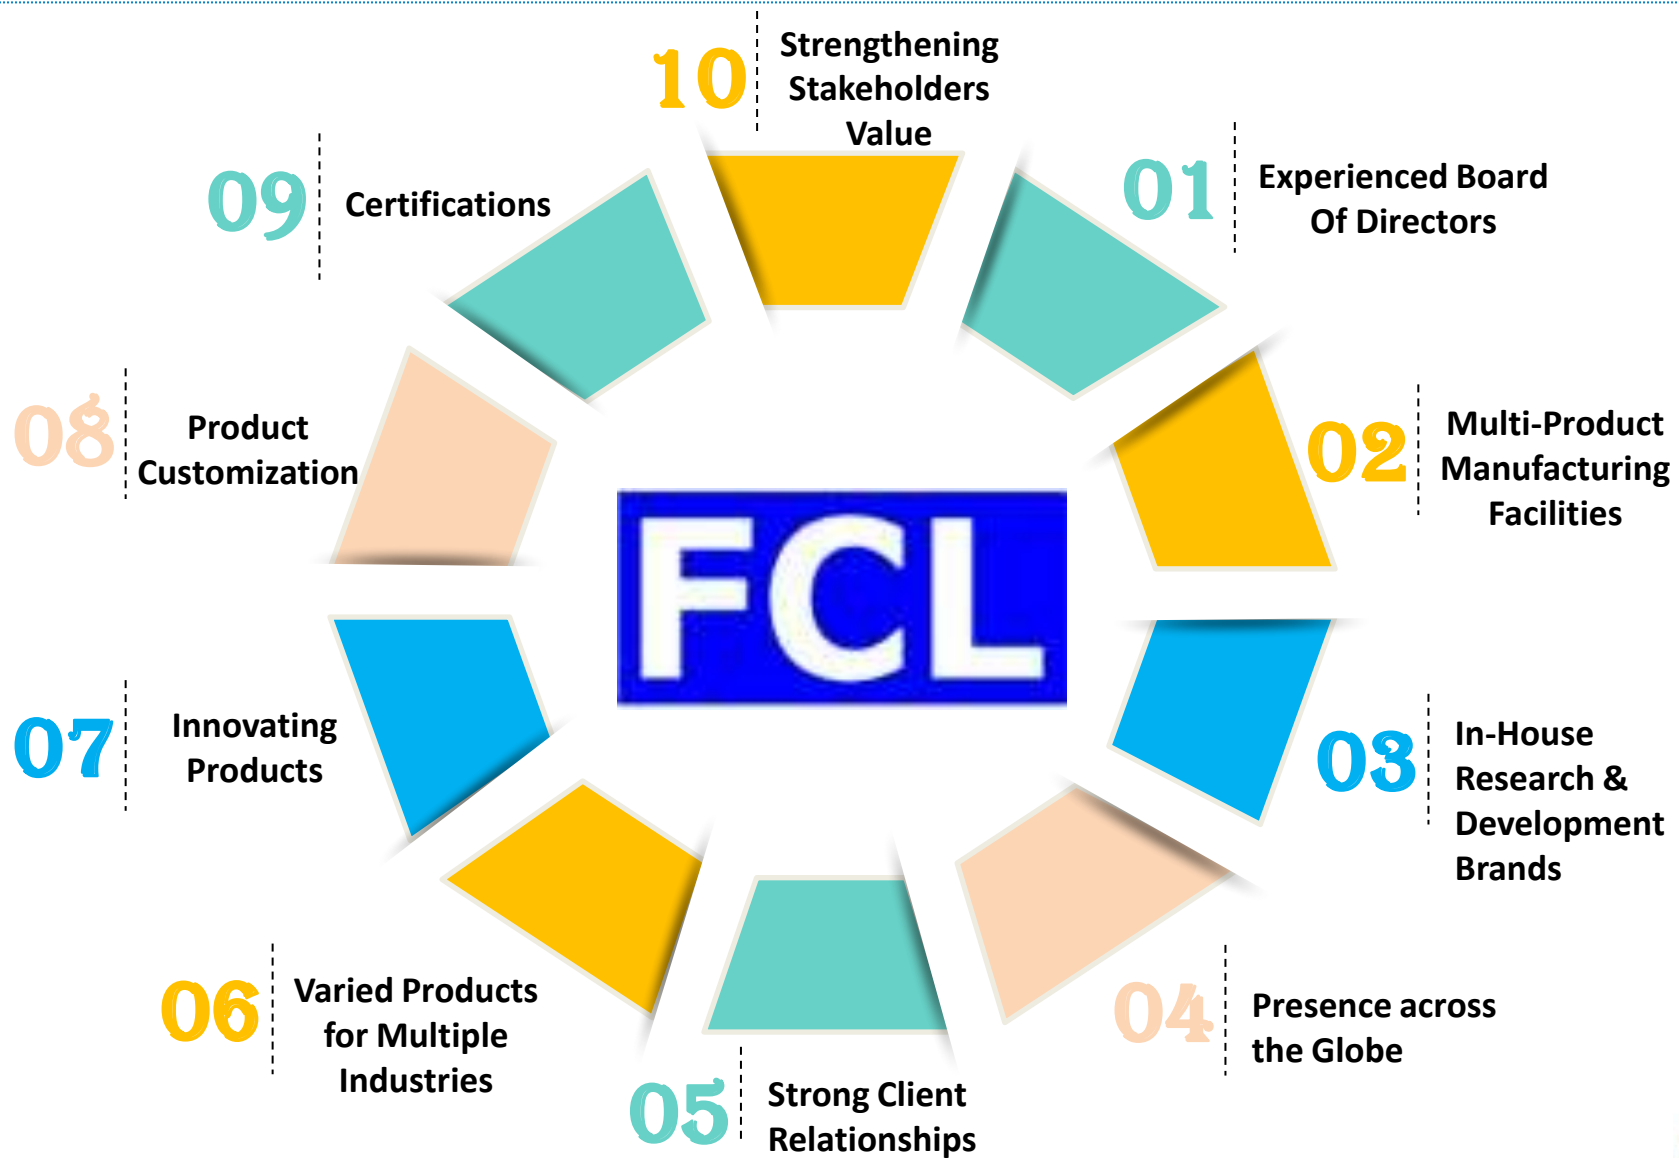 10
Strengthening
Stakeholders
Value
01
Experienced Board
Of Directors
02
Multi-Product
Manufacturing
Facilities
03
In-House
Research &
Development
Brands
04
Presence across
the Globe
05
Strong Client
Relationships
06
Varied Products
for Multiple
Industries
07
Innovating
Products
08
Product
Customization
09
Certifications
FCL